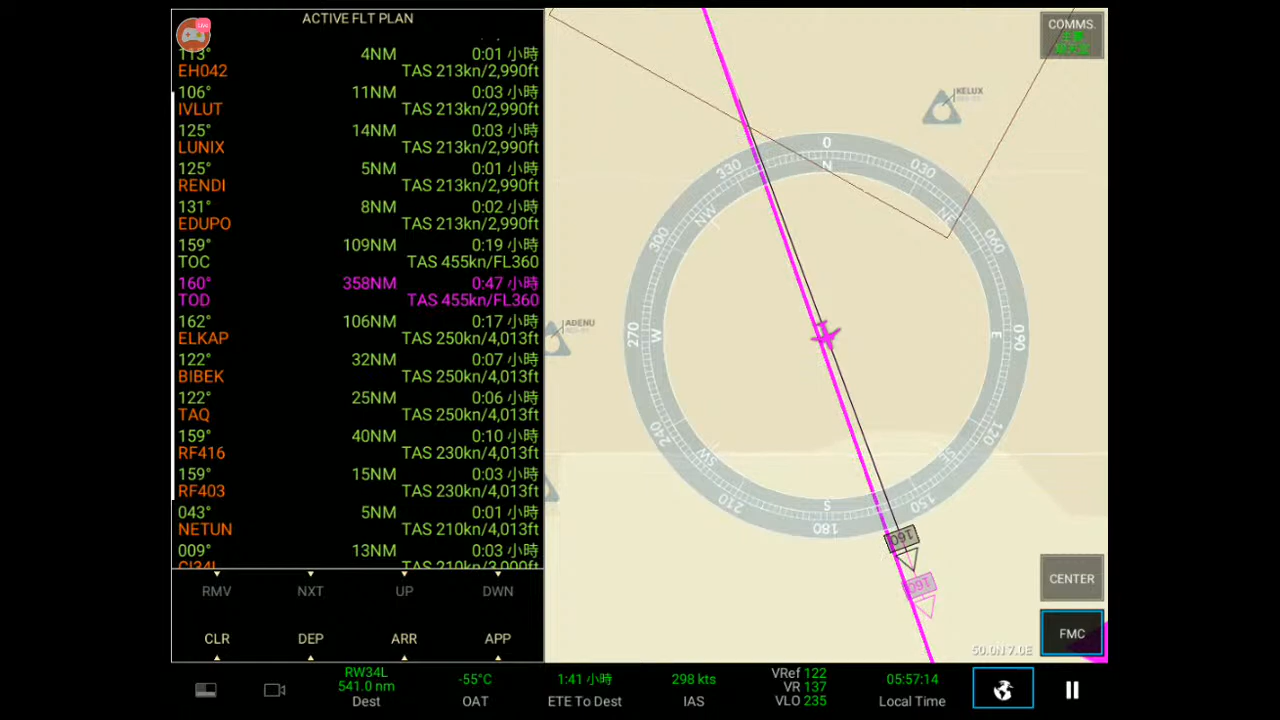 ACTIVE FLT PLAN
LIVE
113° 4NM 0:01 小時
EH042 TAS 213kn/2,990ft
106° 11NM 0:03 小時
IVLUT TAS 213kn/2,990ft
125° 14NM 0:03 小時
LUNIX TAS 213kn/2,990ft
125° 5NM 0:01 小時
RENDI TAS 213kn/2,990ft
131° 8NM 0:02 小時
EDUPO TAS 213kn/2,990ft
159° 109NM 0:19 小時
TOC TAS 455kn/FL360
160° 358NM 0:47 小時
TOD TAS 455kn/FL360
162° 106NM 0:17 小時
ELKAP TAS 250kn/4,013ft
122° 32NM 0:07 小時
BIBEK TAS 250kn/4,013ft
122° 25NM 0:06 小時
TAQ TAS 250kn/4,013ft
159° 40NM 0:10 小時
RF416 TAS 230kn/4,013ft
159° 15NM 0:03 小時
RF403 TAS 230kn/4,013ft
043° 5NM 0:01 小時
NETUN TAS 210kn/4,013ft
009° 13NM 0:03 小時
CI34L TAS 210kn/3,000ft
RMV NXT UP DWN
CLR DEP ARR APP
COMMS.
KELUX
ADENU
0
N
030
NE
060
E
090
120
SE
150
S
180
210
SW
240
W
270
300
NW
330
160
160
CENTER
FMC
50.0N 7.0E
RW34L
541.0 nm
Dest
-55°C
OAT
1:41 小時
ETE To Dest
298 kts
IAS
VRef 122
VR 137
VLO 235
05:57:14
Local Time